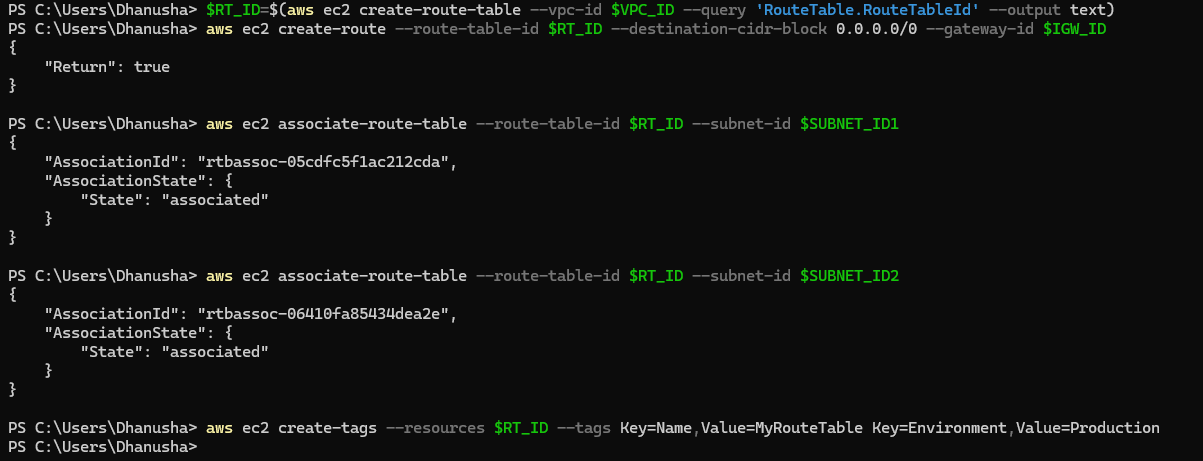 PS C:\Users\Dhanusha> $RT_ID=$(aws ec2 create-route-table --vpc-id $VPC_ID --query 'RouteTable.RouteTableId' --output text)
PS C:\Users\Dhanusha> aws ec2 create-route --route-table-id $RT_ID --destination-cidr-block 0.0.0.0/0 --gateway-id $IGW_ID
{
    "Return": true
}
PS C:\Users\Dhanusha> aws ec2 associate-route-table --route-table-id $RT_ID --subnet-id $SUBNET_ID1
{
    "AssociationId": "rtbassoc-05cdfc5f1ac212cda",
    "AssociationState": {
        "State": "associated"
    }
}
PS C:\Users\Dhanusha> aws ec2 associate-route-table --route-table-id $RT_ID --subnet-id $SUBNET_ID2
{
    "AssociationId": "rtbassoc-06410fa85434dea2e",
    "AssociationState": {
        "State": "associated"
    }
}
PS C:\Users\Dhanusha> aws ec2 create-tags --resources $RT_ID --tags Key=Name,Value=MyRouteTable Key=Environment,Value=Production
PS C:\Users\Dhanusha>